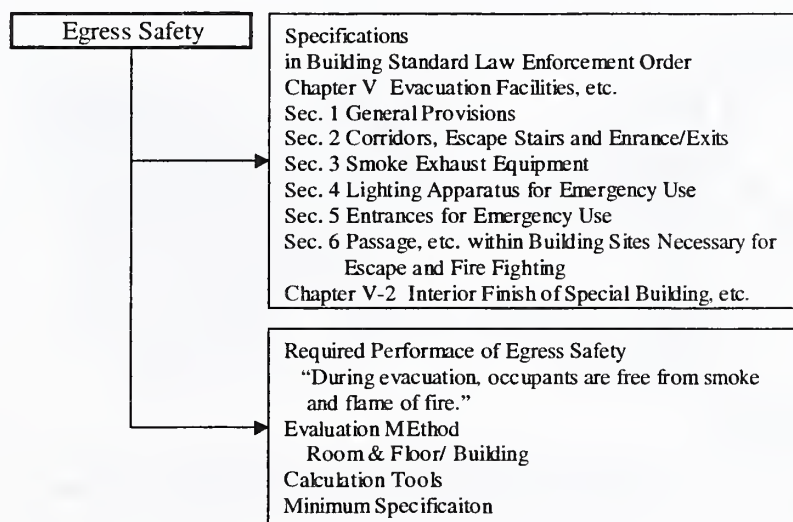 Egress Safety
Specifications
in Building Standard Law Enforcement Order
Chapter V Evacuation Facilities, etc.
Sec. 1 General Provisions
Sec. 2 Corridors, Escape Stairs and Enrance/Exits
Sec. 3 Smoke Exhaust Equipment
Sec. 4 Lighting Apparatus for Emergency Use
Sec. 5 Entrances for Emergency Use
Sec. 6 Passage, etc. within Building Sites Necessary for
Escape and Fire Fighting
Chapter V-2 Interior Finish of Special Building, etc.
Required Performace of Egress Safety
“During evacuation, occupants are free from smoke
and flame of fire.”
Evaluation MEthod
Room & Floor/ Building
Calculation Tools
Minimum Specificaiton